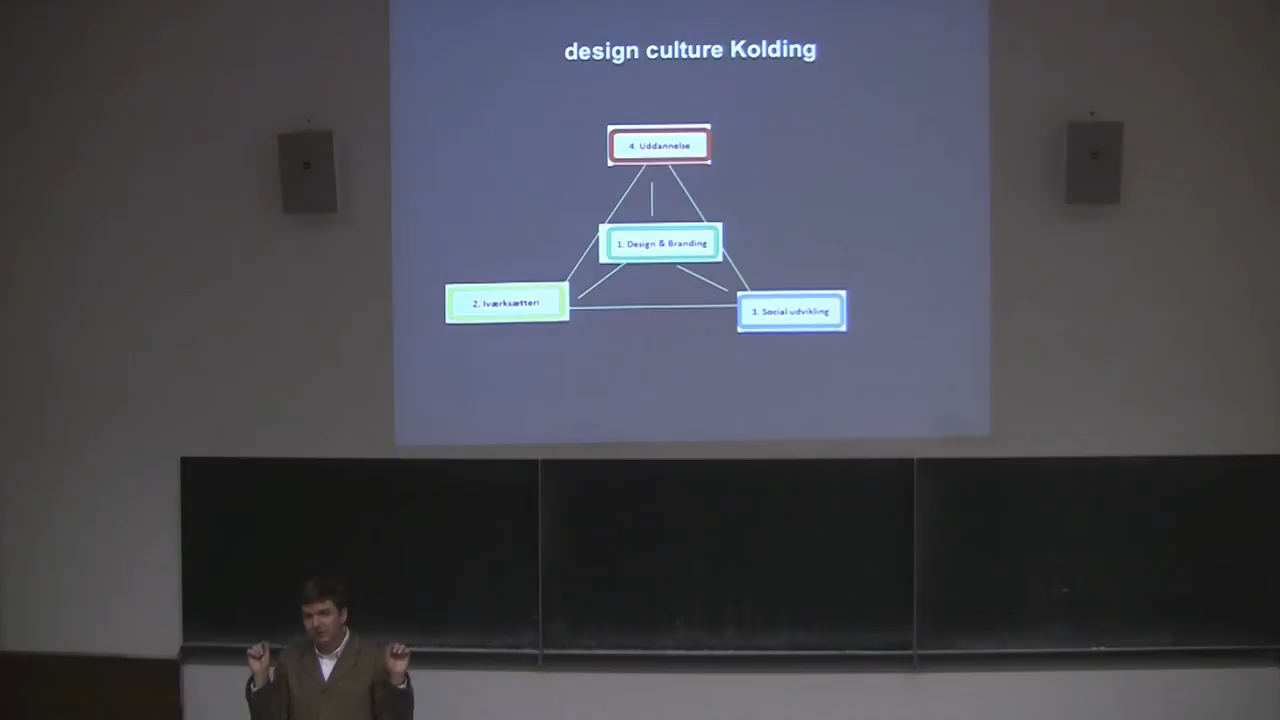 design culture Kolding
4. Uddannelse
1. Design & Branding
2. Iværksætteri
3. Social udvikling